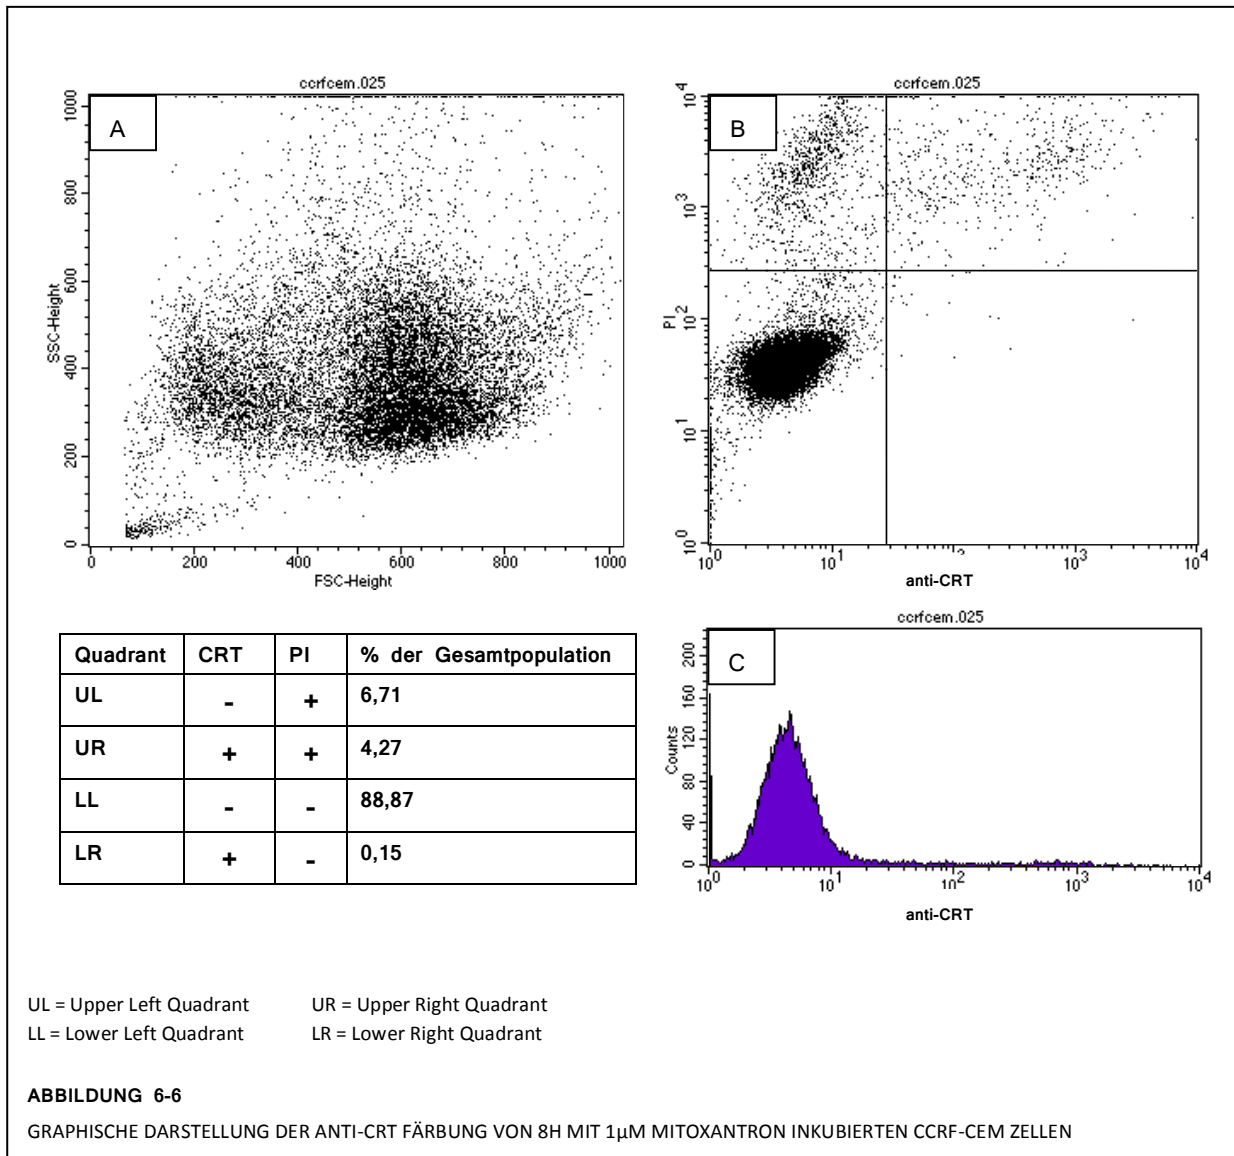 ccrfcem.025
A
1000
800
600
400
200
0
SSC-Height
0 200 400 600 800 1000
FSC-Height
ccrfcem.025
B
10^4
10^3
10^2
10^1
10^0
PI
10^0 10^1 10^2 10^3 10^4
anti-CRT
Quadrant CRT PI % der Gesamtpopulation
UL - + 6,71
UR + + 4,27
LL - - 88,87
LR + - 0,15
ccrfcem.025
C
200
160
120
80
40
0
Counts
10^0 10^1 10^2 10^3 10^4
anti-CRT
UL = Upper Left Quadrant UR = Upper Right Quadrant
LL = Lower Left Quadrant LR = Lower Right Quadrant
ABBILDUNG 6-6
GRAPHISCHE DARSTELLUNG DER ANTI-CRT FÄRBUNG VON 8H MIT 1µM MITOXANTRON INKUBIERTEN CCRF-CEM ZELLEN